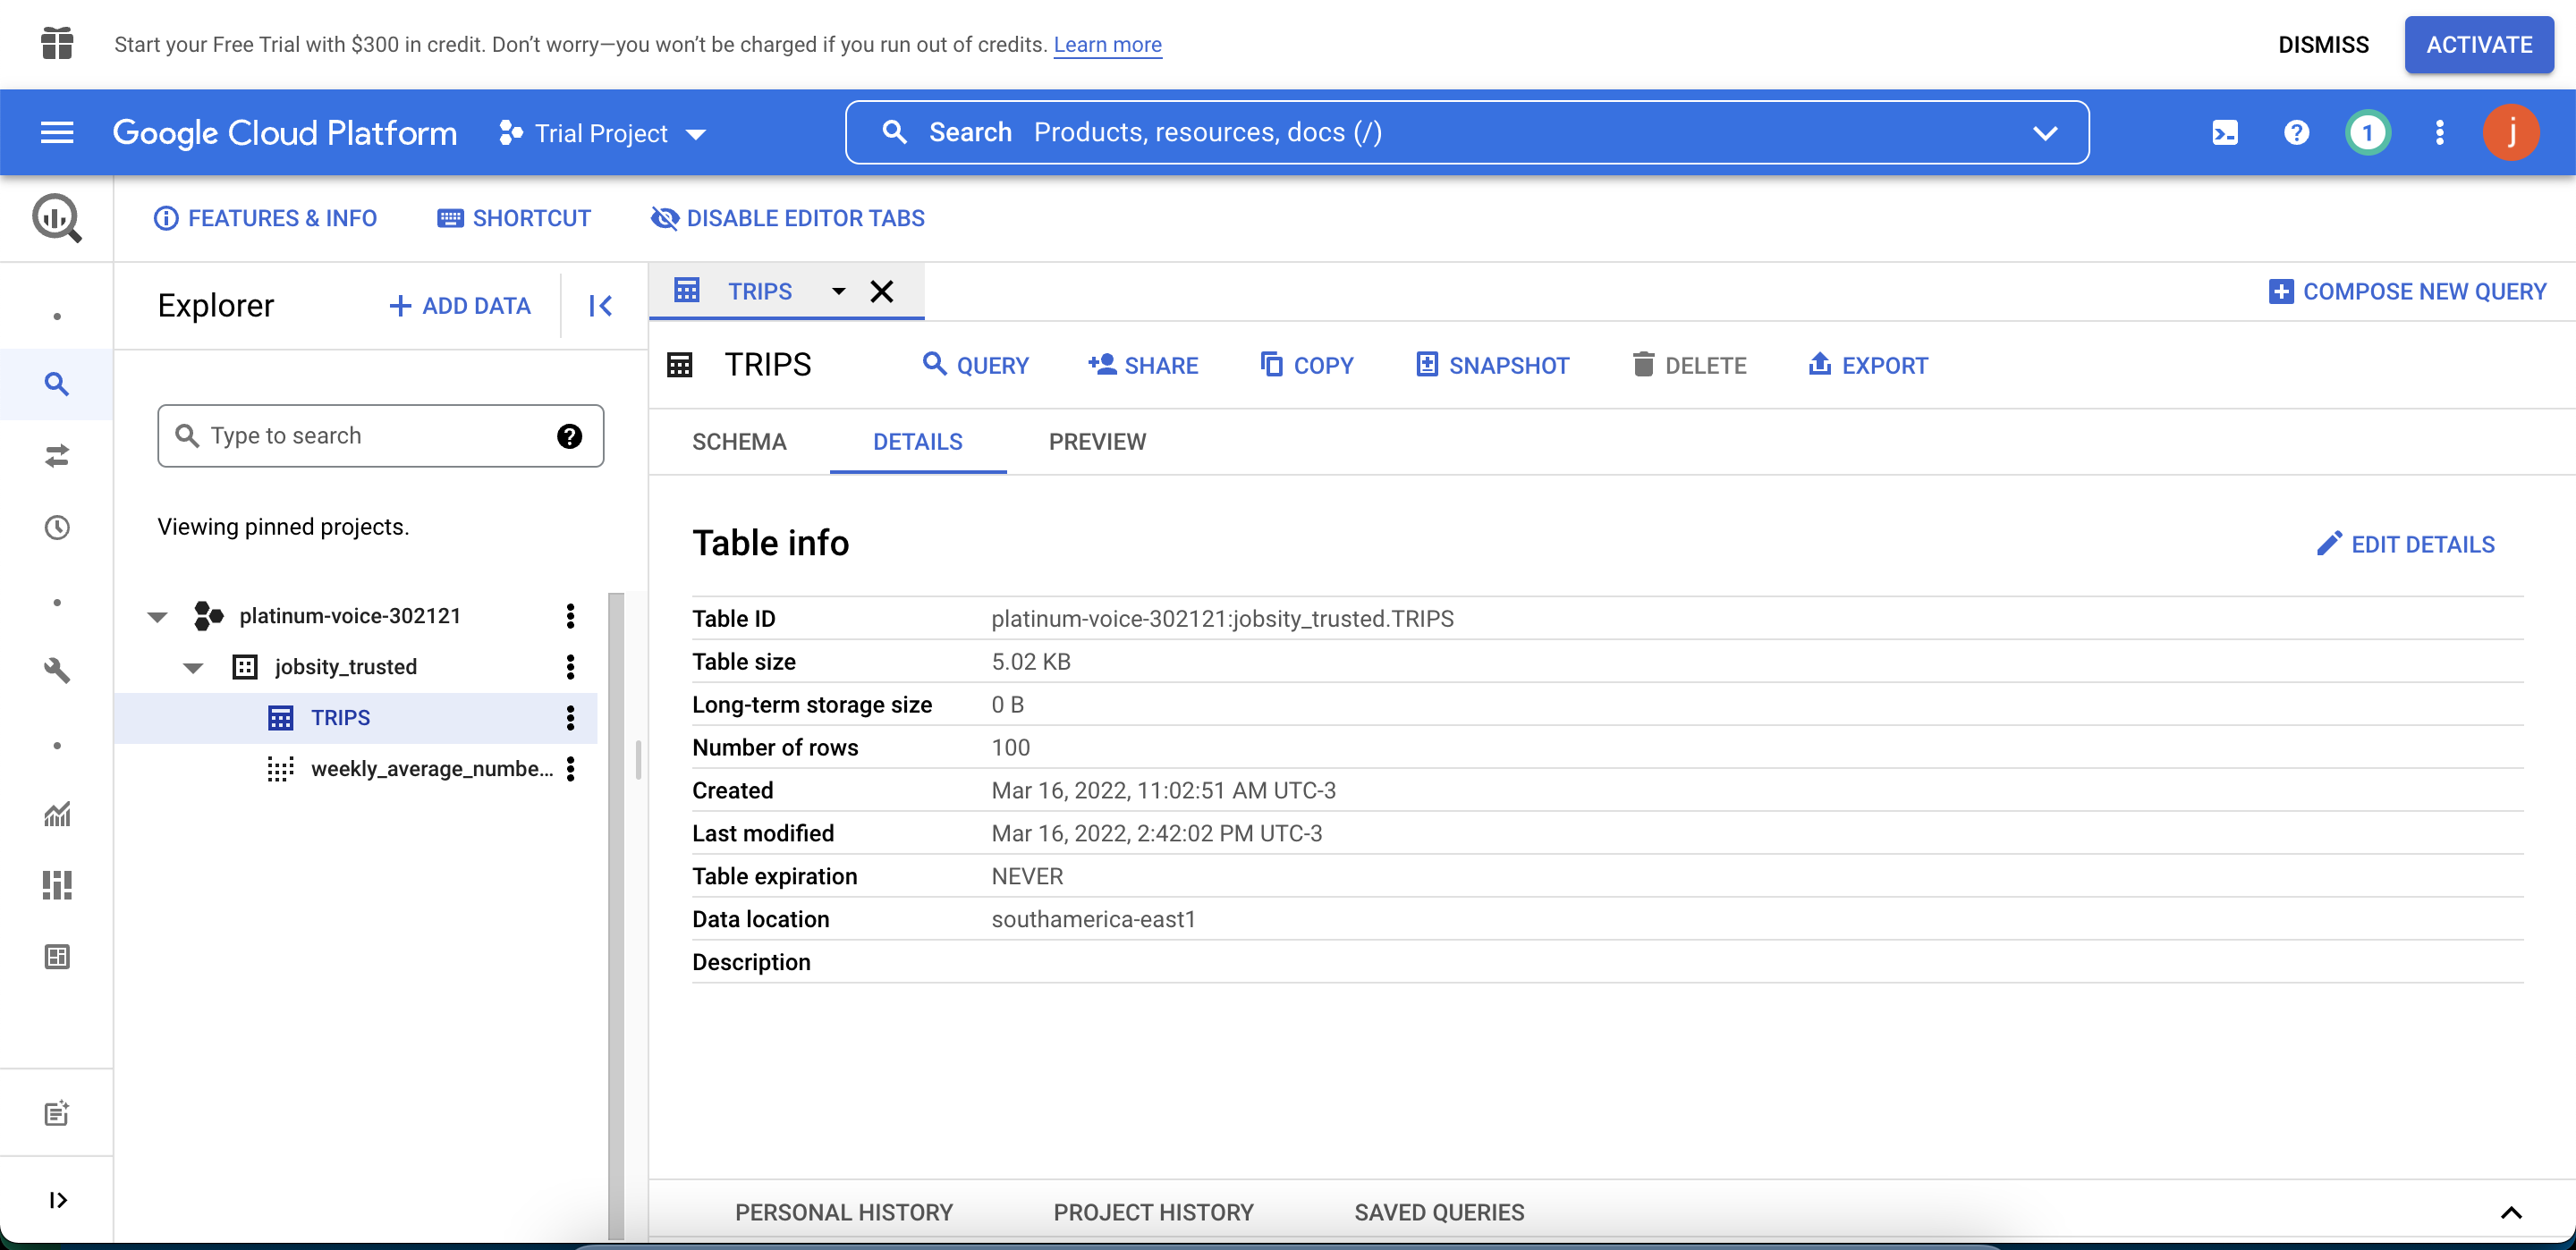 Start your Free Trial with $300 in credit. Don’t worry—you won’t be charged if you run out of credits. Learn more
DISMISS
ACTIVATE
Google Cloud Platform
Trial Project
Search Products, resources, docs (/)
1
j
FEATURES & INFO
SHORTCUT
DISABLE EDITOR TABS
Explorer
ADD DATA
Type to search
Viewing pinned projects.
platinum-voice-302121
jobsity_trusted
TRIPS
weekly_average_numbe...
TRIPS
COMPOSE NEW QUERY
TRIPS
QUERY
SHARE
COPY
SNAPSHOT
DELETE
EXPORT
SCHEMA
DETAILS
PREVIEW
Table info
EDIT DETAILS
Table ID platinum-voice-302121:jobsity_trusted.TRIPS
Table size 5.02 KB
Long-term storage size 0 B
Number of rows 100
Created Mar 16, 2022, 11:02:51 AM UTC-3
Last modified Mar 16, 2022, 2:42:02 PM UTC-3
Table expiration NEVER
Data location southamerica-east1
Description
PERSONAL HISTORY
PROJECT HISTORY
SAVED QUERIES